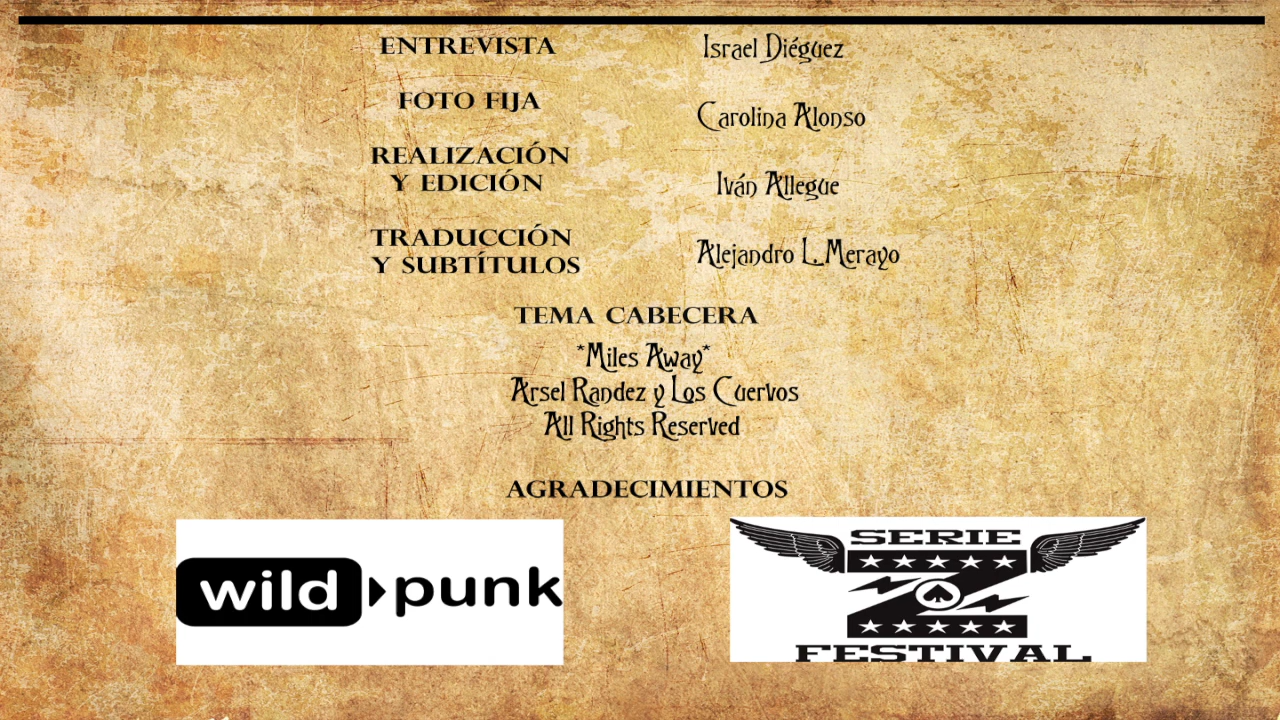 ENTREVISTA Israel Diéguez
FOTO FIJA Carolina Alonso
REALIZACIÓN
Y EDICIÓN Iván Allegue
TRADUCCIÓN
Y SUBTÍTULOS Alejandro L. Merayo
TEMA CABECERA
*Miles Away*
Arsel Randez y Los Cuervos
All Rights Reserved
AGRADECIMIENTOS
wild punk
SERIE
Z
FESTIVAL